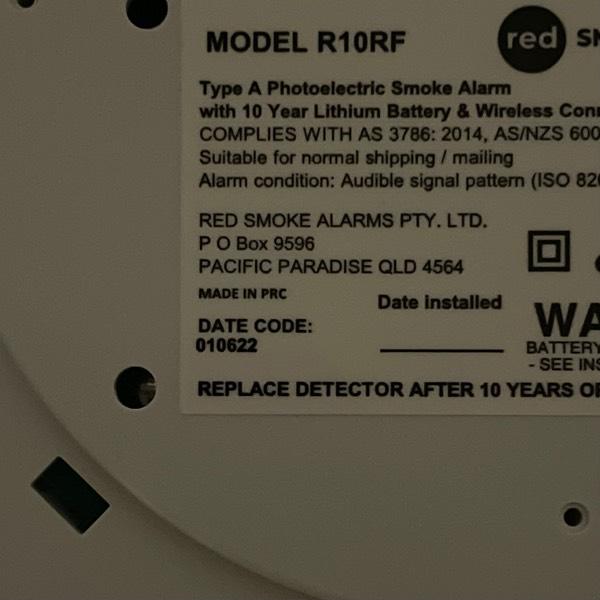 MODEL R10RF
red
Type A Photoelectric Smoke Alarm
with 10 Year Lithium Battery & Wireless
COMPLIES WITH AS 3786: 2014, AS/NZS
Suitable for normal shipping / mailing
Alarm condition: Audible signal pattern (ISO
RED SMOKE ALARMS PTY. LTD.
P O Box 9596
PACIFIC PARADISE QLD 4564
MADE IN PRC
Date installed
DATE CODE:
010622
BATTERY
- SEE
REPLACE DETECTOR AFTER 10 YEARS